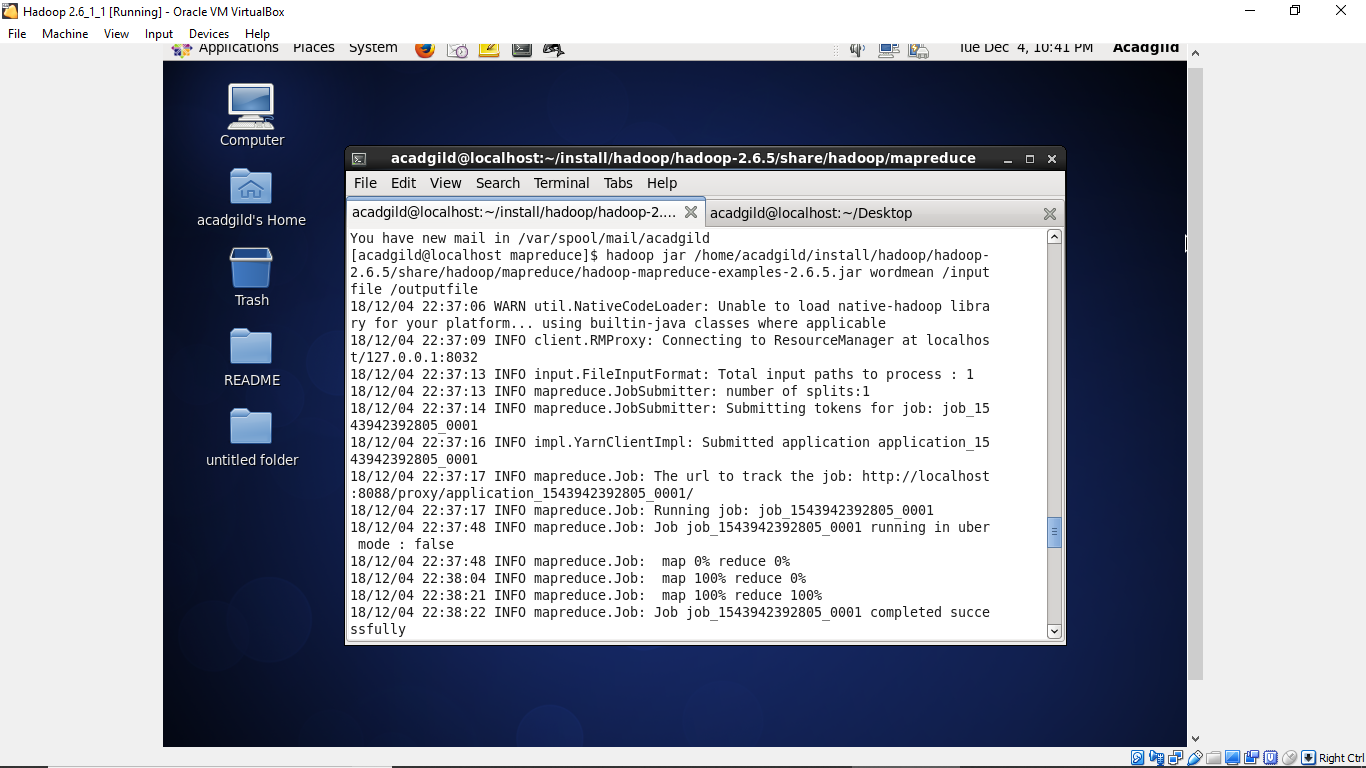 Hadoop 2.6_1_1 [Running] - Oracle VM VirtualBox
File Machine View Input Devices Help
Applications Places System Tue Dec 4, 10:41 PM Acadgild
Computer
acadgild's Home
Trash
README
untitled folder
acadgild@localhost:~/install/hadoop/hadoop-2.6.5/share/hadoop/mapreduce
File Edit View Search Terminal Tabs Help
acadgild@localhost:~/install/hadoop/hadoop-2.... acadgild@localhost:~/Desktop
You have new mail in /var/spool/mail/acadgild
[acadgild@localhost mapreduce]$ hadoop jar /home/acadgild/install/hadoop/hadoop-
2.6.5/share/hadoop/mapreduce/hadoop-mapreduce-examples-2.6.5.jar wordmean /input
file /outputfile
18/12/04 22:37:06 WARN util.NativeCodeLoader: Unable to load native-hadoop libra
ry for your platform... using builtin-java classes where applicable
18/12/04 22:37:09 INFO client.RMProxy: Connecting to ResourceManager at localhos
t/127.0.0.1:8032
18/12/04 22:37:13 INFO input.FileInputFormat: Total input paths to process : 1
18/12/04 22:37:13 INFO mapreduce.JobSubmitter: number of splits:1
18/12/04 22:37:14 INFO mapreduce.JobSubmitter: Submitting tokens for job: job_15
43942392805_0001
18/12/04 22:37:16 INFO impl.YarnClientImpl: Submitted application application_15
43942392805_0001
18/12/04 22:37:17 INFO mapreduce.Job: The url to track the job: http://localhost
:8088/proxy/application_1543942392805_0001/
18/12/04 22:37:17 INFO mapreduce.Job: Running job: job_1543942392805_0001
18/12/04 22:37:48 INFO mapreduce.Job: Job job_1543942392805_0001 running in uber
 mode : false
18/12/04 22:37:48 INFO mapreduce.Job:  map 0% reduce 0%
18/12/04 22:38:04 INFO mapreduce.Job:  map 100% reduce 0%
18/12/04 22:38:21 INFO mapreduce.Job:  map 100% reduce 100%
18/12/04 22:38:22 INFO mapreduce.Job: Job job_1543942392805_0001 completed succe
ssfully
Right Ctrl